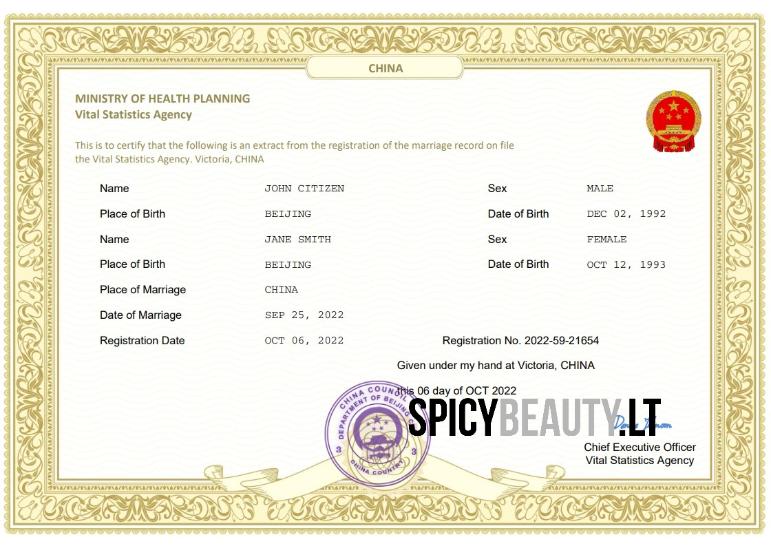 CHINA
MINISTRY OF HEALTH PLANNING
Vital Statistics Agency
This is to certify that the following is an extract from the registration of the marriage record on file
the Vital Statistics Agency. Victoria, CHINA
Name JOHN CITIZEN Sex MALE
Place of Birth BEIJING Date of Birth DEC 02, 1992
Name JANE SMITH Sex FEMALE
Place of Birth BEIJING Date of Birth OCT 12, 1993
Place of Marriage CHINA
Date of Marriage SEP 25, 2022
Registration Date OCT 06, 2022 Registration No. 2022-59-21654
Given under my hand at Victoria, CHINA
this 06 day of OCT 2022
CHINA COUNCIL
DEPARTMENT OF BEIJING
3 3
CHINA COUNTRY
SPICYBEAUTY.LT
Chief Executive Officer
Vital Statistics Agency